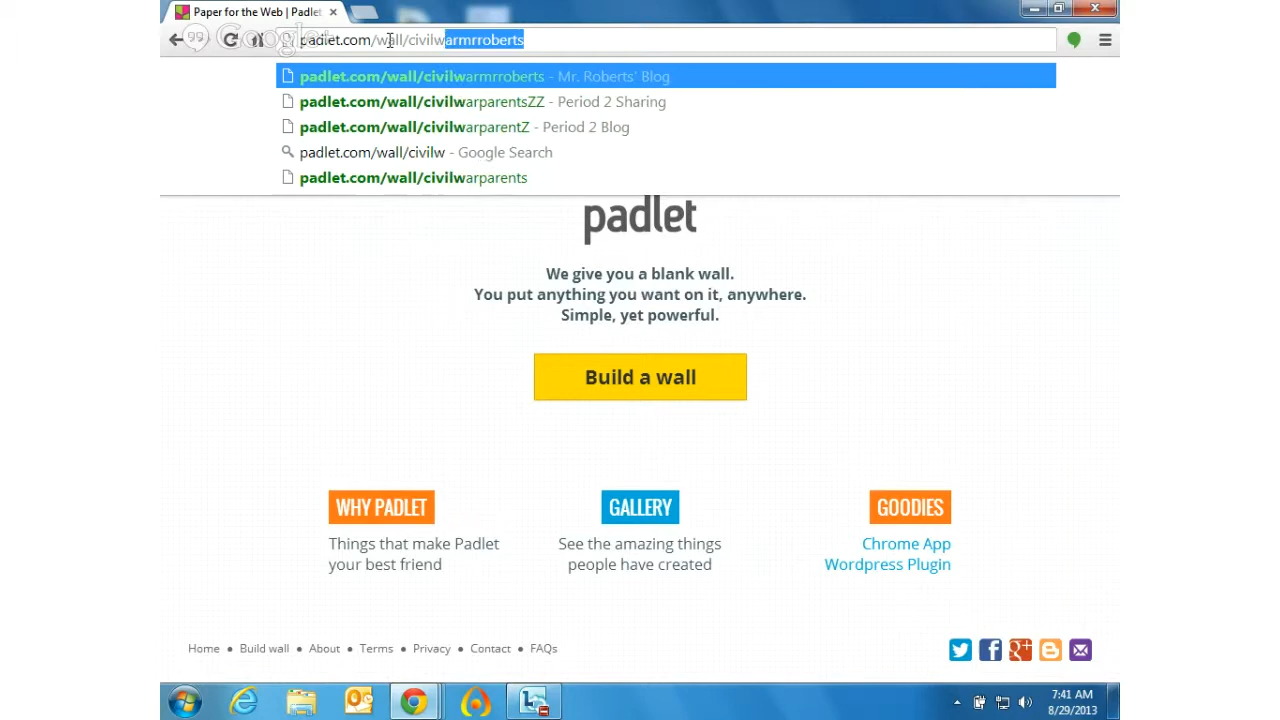 Paper for the Web | Padlet
padlet.com/wall/civilwarmrroberts
padlet.com/wall/civilwarmrroberts - Mr. Roberts' Blog
padlet.com/wall/civilwarparentsZZ - Period 2 Sharing
padlet.com/wall/civilwarparentZ - Period 2 Blog
padlet.com/wall/civilw - Google Search
padlet.com/wall/civilwarparents
padlet
We give you a blank wall.
You put anything you want on it, anywhere.
Simple, yet powerful.
Build a wall
WHY PADLET
Things that make Padlet
your best friend
GALLERY
See the amazing things
people have created
GOODIES
Chrome App
Wordpress Plugin
Home • Build wall • About • Terms • Privacy • Contact • FAQs
7:41 AM
8/29/2013